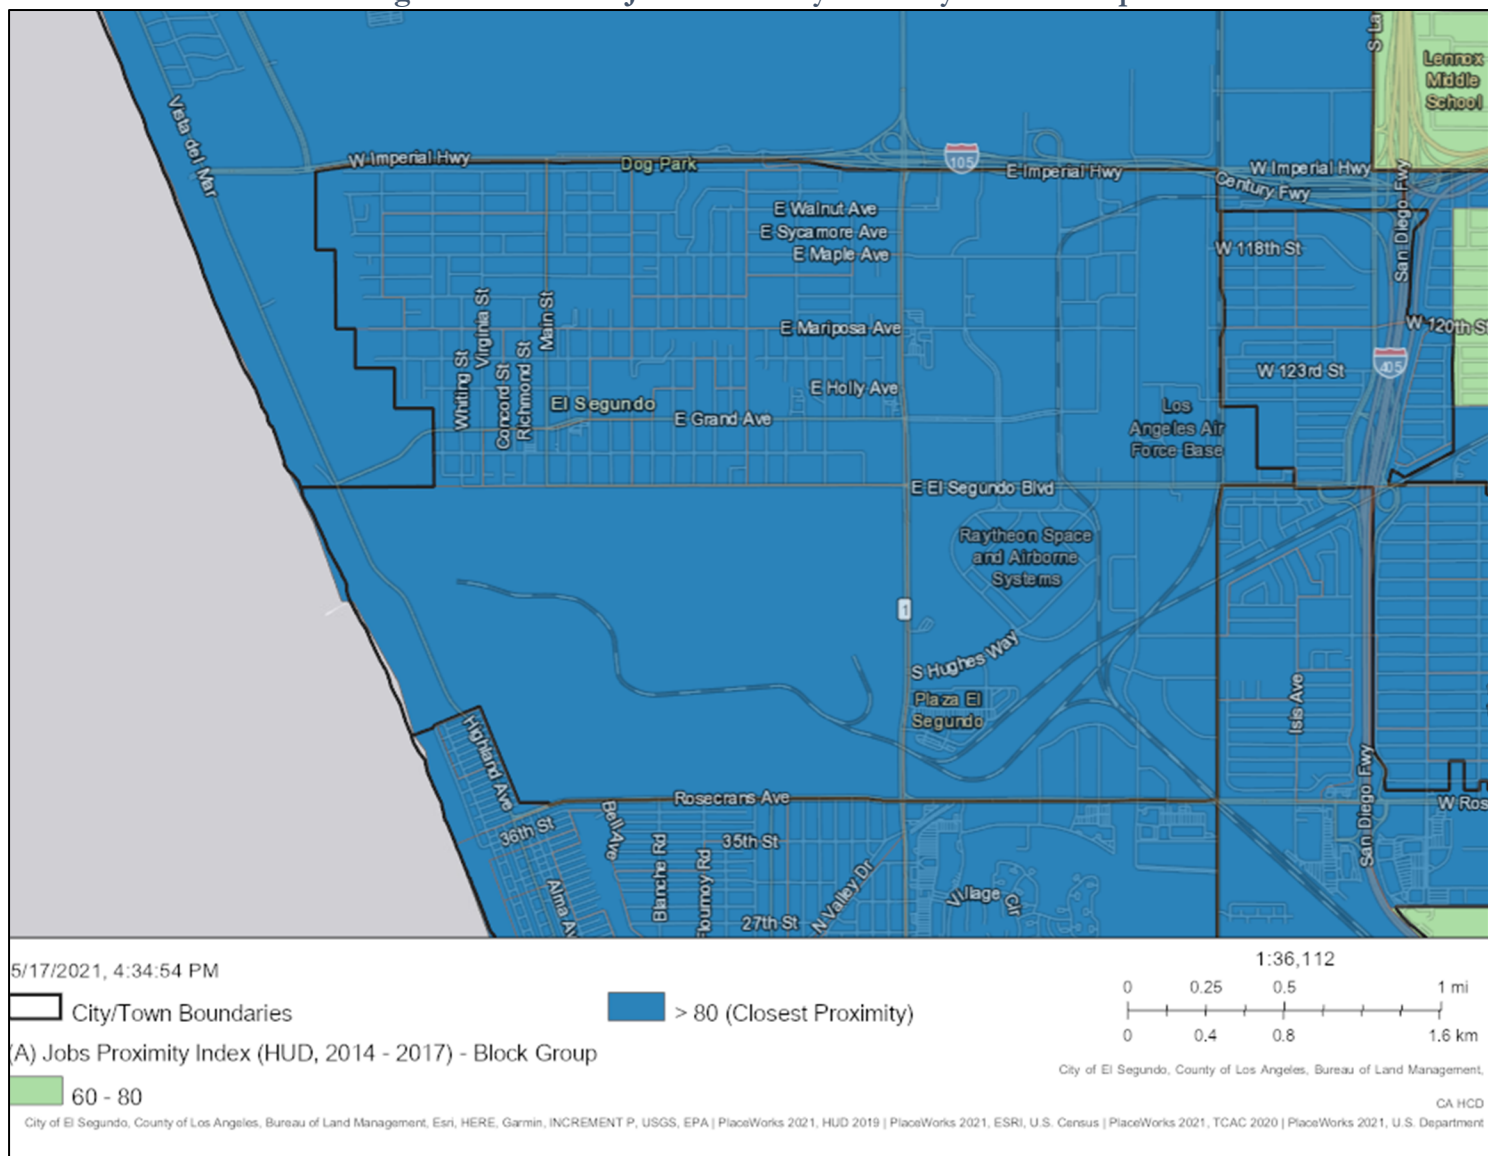 S La
Lennox
Middle
School
Vista del Mar
W Imperial Hwy
Dog Park
105
E Imperial Hwy
W Imperial Hwy
Century Fwy
San Diego Fwy
E Walnut Ave
E Sycamore Ave
E Maple Ave
W 118th St
Virginia St
Main St
E Mariposa Ave
W 120th St
Whiting St
Concord St
Richmond St
405
W 123rd St
E Holly Ave
El Segundo
E Grand Ave
Los
Angeles Air
Force Base
E El Segundo Blvd
Raytheon Space
and Airborne
Systems
1
S Hughes Way
Plaza El
Segundo
Isis Ave
Highland Ave
Rosecrans Ave
San Diego Fwy
W Ros
36th St
Bell Ave
Blanche Rd
Flournoy Rd
35th St
Alma Av
27th St
N Valley Dr
Village Cir
5/17/2021, 4:34:54 PM
1:36,112
0 0.25 0.5 1 mi
0 0.4 0.8 1.6 km
City/Town Boundaries
> 80 (Closest Proximity)
(A) Jobs Proximity Index (HUD, 2014 - 2017) - Block Group
60 - 80
City of El Segundo, County of Los Angeles, Bureau of Land Management,
CA HCD
City of El Segundo, County of Los Angeles, Bureau of Land Management, Esri, HERE, Garmin, INCREMENT P, USGS, EPA | PlaceWorks 2021, HUD 2019 | PlaceWorks 2021, ESRI, U.S. Census | PlaceWorks 2021, TCAC 2020 | PlaceWorks 2021, U.S. Department